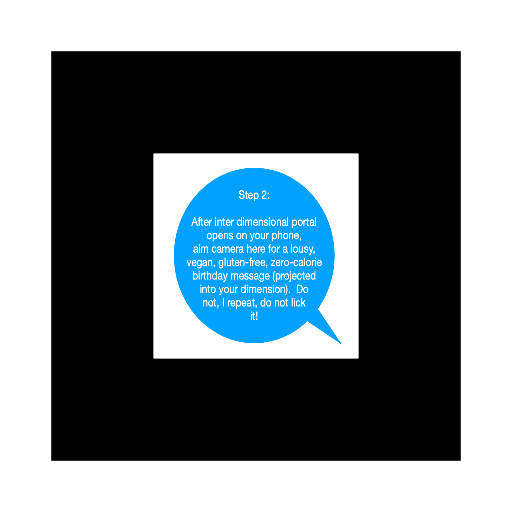 Step 2:
After inter dimensional portal
opens on your phone,
aim camera here for a lousy,
vegan, gluten-free, zero-calorie
birthday message (projected
into your dimension).  Do
not, I repeat, do not lick
it!